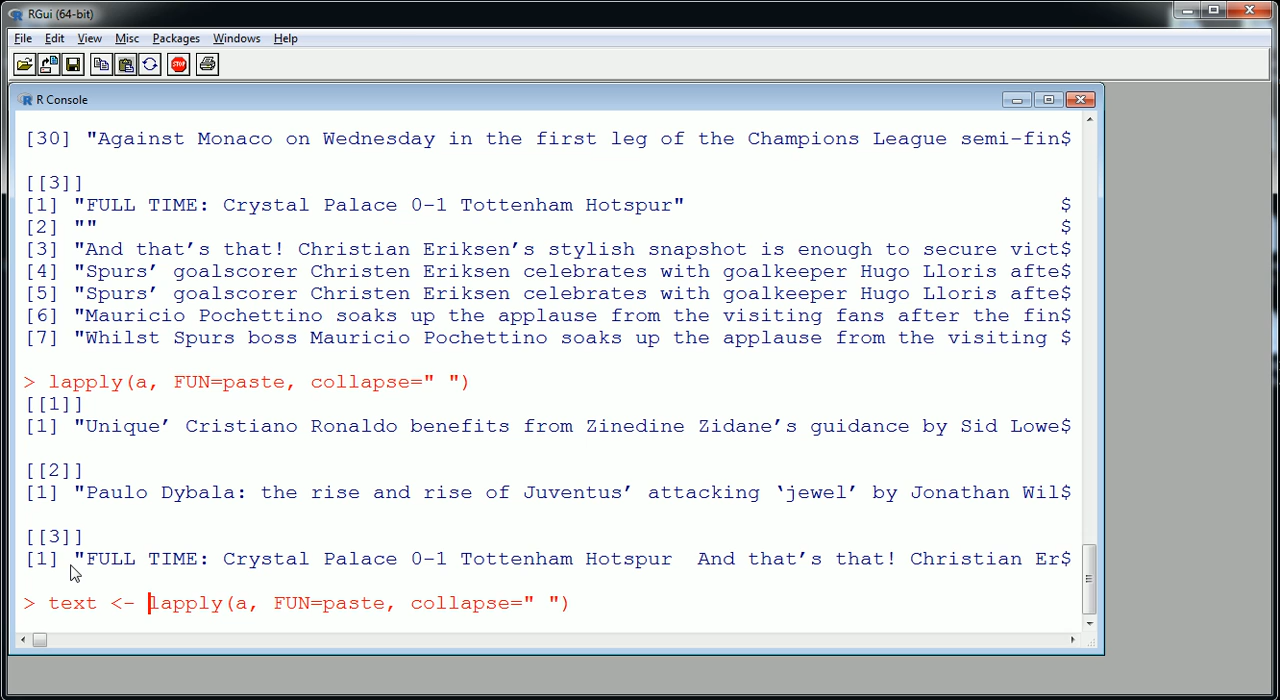 RGui (64-bit)
File Edit View Misc Packages Windows Help
STOP
R Console
[30] "Against Monaco on Wednesday in the first leg of the Champions League semi-fin$
[[3]]
[1] "FULL TIME: Crystal Palace 0-1 Tottenham Hotspur" $
[2] "" $
[3] "And that’s that! Christian Eriksen’s stylish snapshot is enough to secure vict$
[4] "Spurs’ goalscorer Christen Eriksen celebrates with goalkeeper Hugo Lloris afte$
[5] "Spurs’ goalscorer Christen Eriksen celebrates with goalkeeper Hugo Lloris afte$
[6] "Mauricio Pochettino soaks up the applause from the visiting fans after the fin$
[7] "Whilst Spurs boss Mauricio Pochettino soaks up the applause from the visiting $
> lapply(a, FUN=paste, collapse=" ")
[[1]]
[1] "Unique’ Cristiano Ronaldo benefits from Zinedine Zidane’s guidance by Sid Lowe$
[[2]]
[1] "Paulo Dybala: the rise and rise of Juventus’ attacking ‘jewel’ by Jonathan Wil$
[[3]]
[1] "FULL TIME: Crystal Palace 0-1 Tottenham Hotspur  And that’s that! Christian Er$
> text <- lapply(a, FUN=paste, collapse=" ")